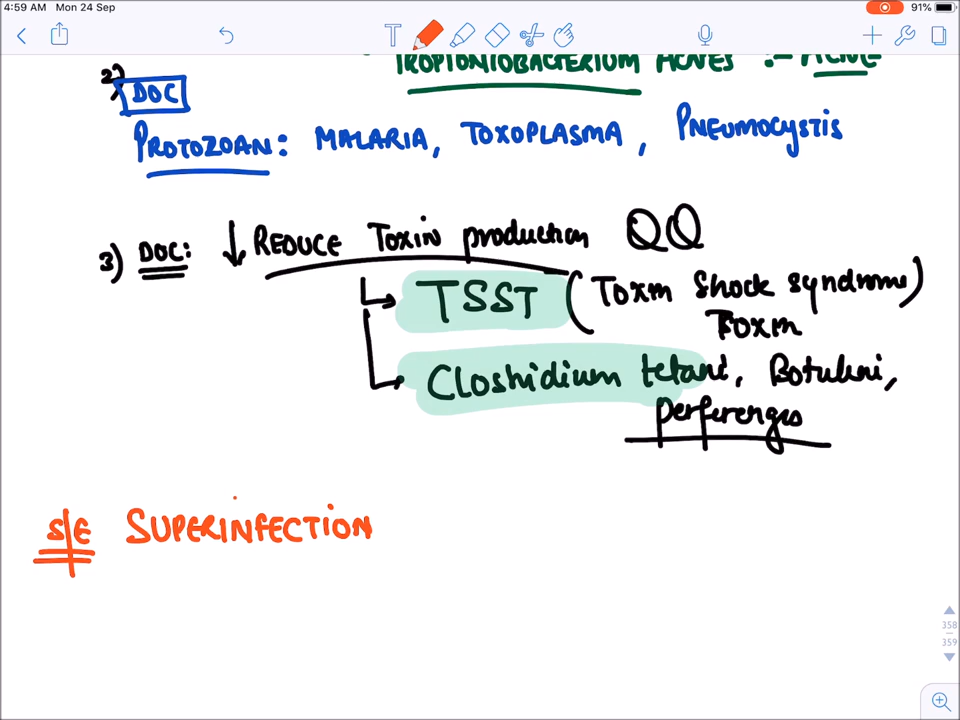 4:59 AM Mon 24 Sep
91%
T
PROPIONIOBACTERIUM ACNES :- ACNE
2)
DOC
PROTOZOAN: MALARIA, TOXOPLASMA, PNEUMOCYSTIS
3) DOC: ↓ REDUCE Toxin production QQ
TSST (Toxin Shock syndrome)
Toxin
Clostridium tetani, Botulini,
perferenges
S/E SUPERINFECTION
358
359